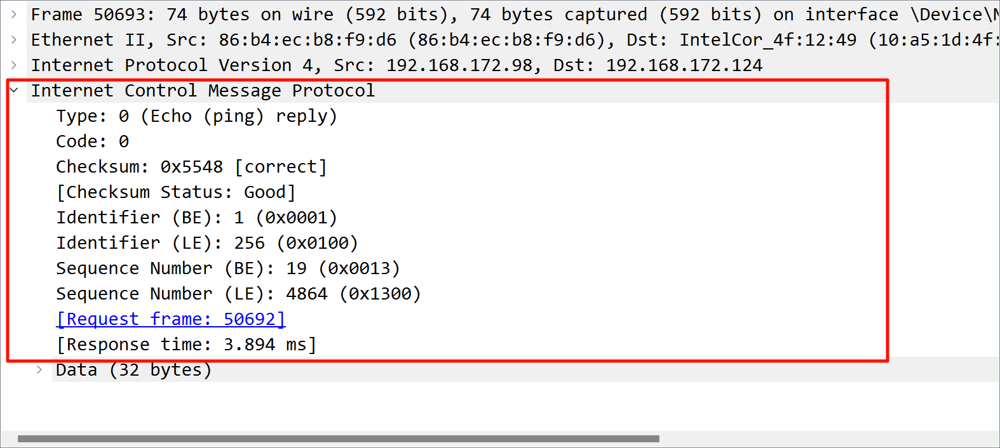 Frame 50693: 74 bytes on wire (592 bits), 74 bytes captured (592 bits) on interface \Device\
Ethernet II, Src: 86:b4:ec:b8:f9:d6 (86:b4:ec:b8:f9:d6), Dst: IntelCor_4f:12:49 (10:a5:1d:4f:
Internet Protocol Version 4, Src: 192.168.172.98, Dst: 192.168.172.124
Internet Control Message Protocol
Type: 0 (Echo (ping) reply)
Code: 0
Checksum: 0x5548 [correct]
[Checksum Status: Good]
Identifier (BE): 1 (0x0001)
Identifier (LE): 256 (0x0100)
Sequence Number (BE): 19 (0x0013)
Sequence Number (LE): 4864 (0x1300)
[Request frame: 50692]
[Response time: 3.894 ms]
Data (32 bytes)